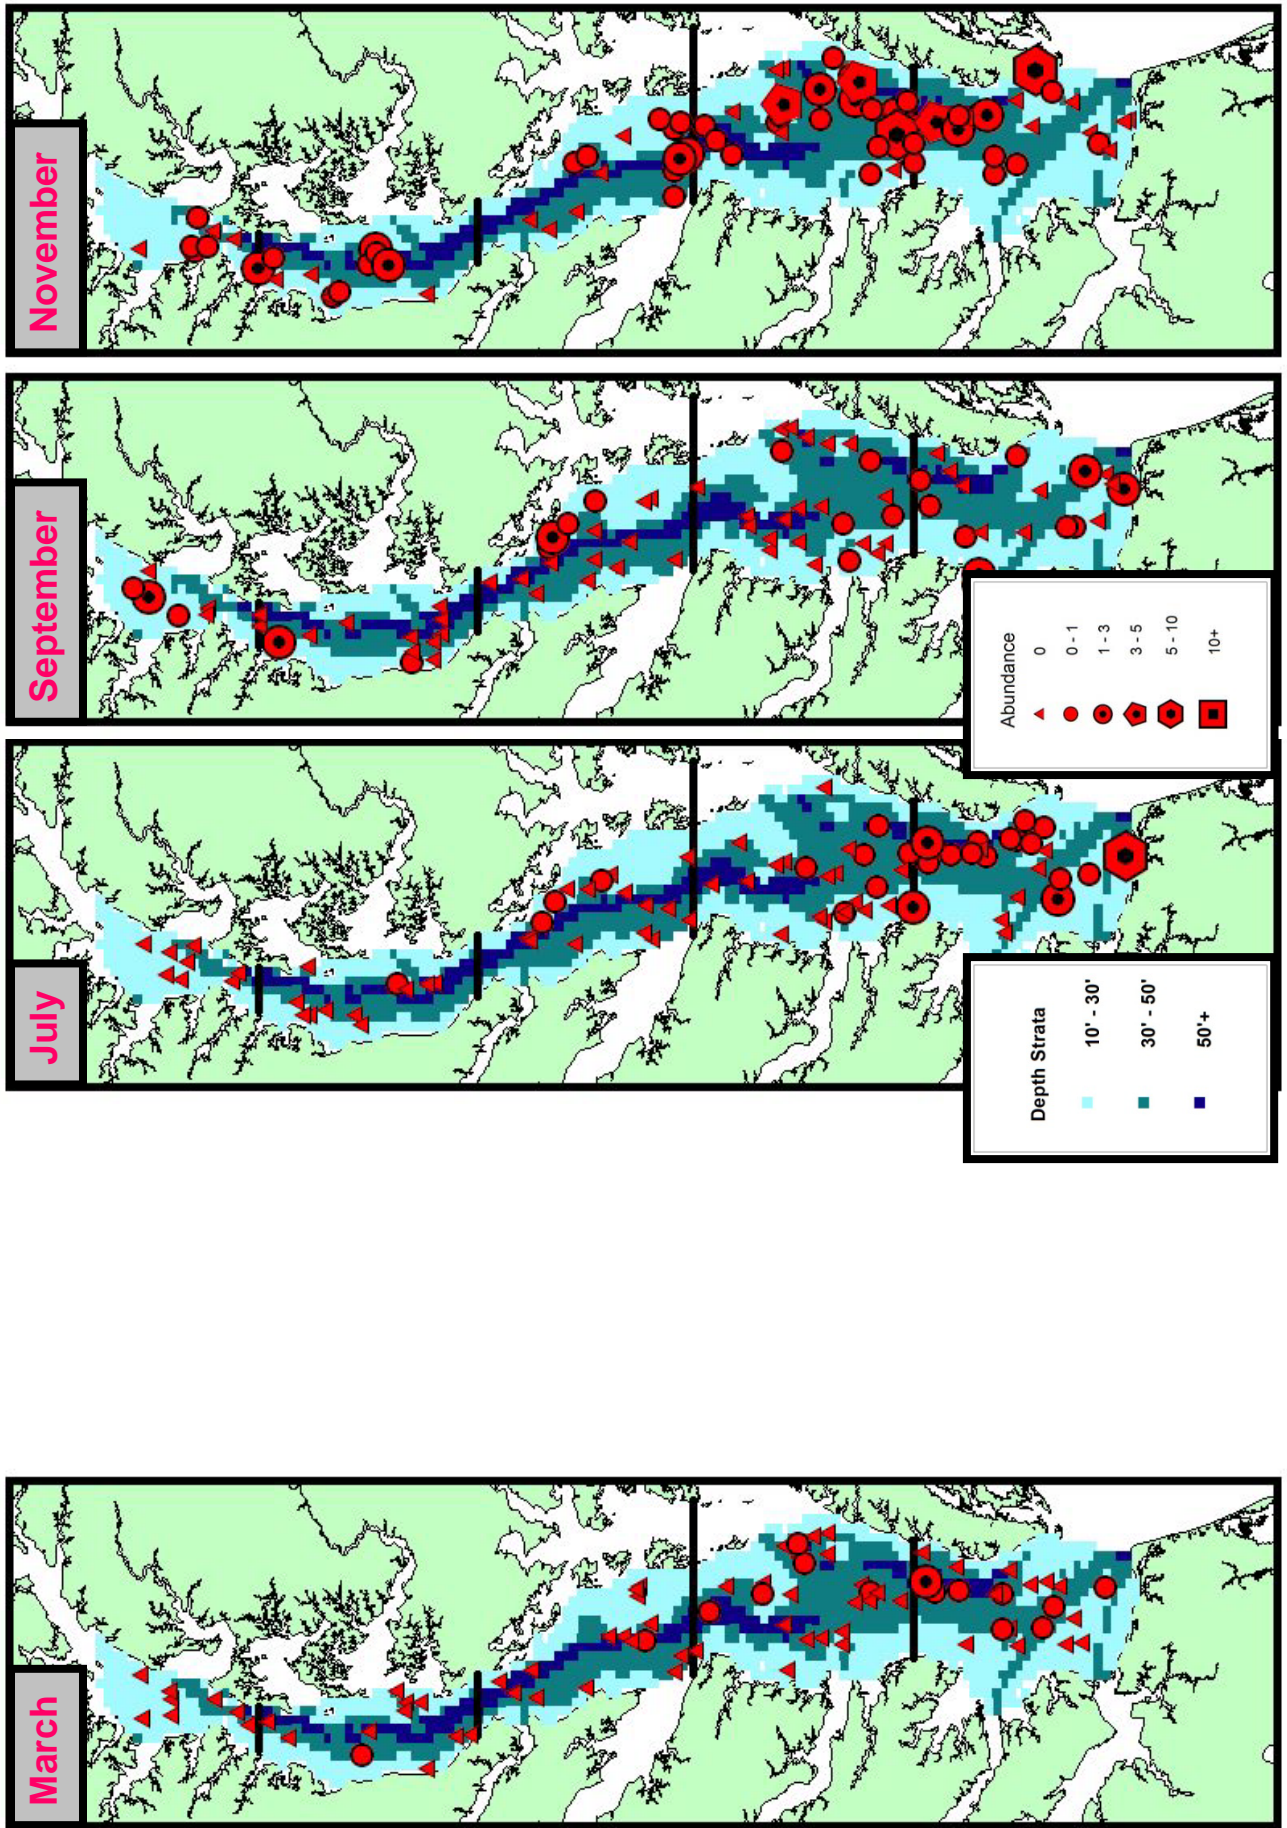 March
July
September
November
Depth Strata
10' - 30'
30' - 50'
50'+
Abundance
0
0 - 1
1 - 3
3 - 5
5 - 10
10+